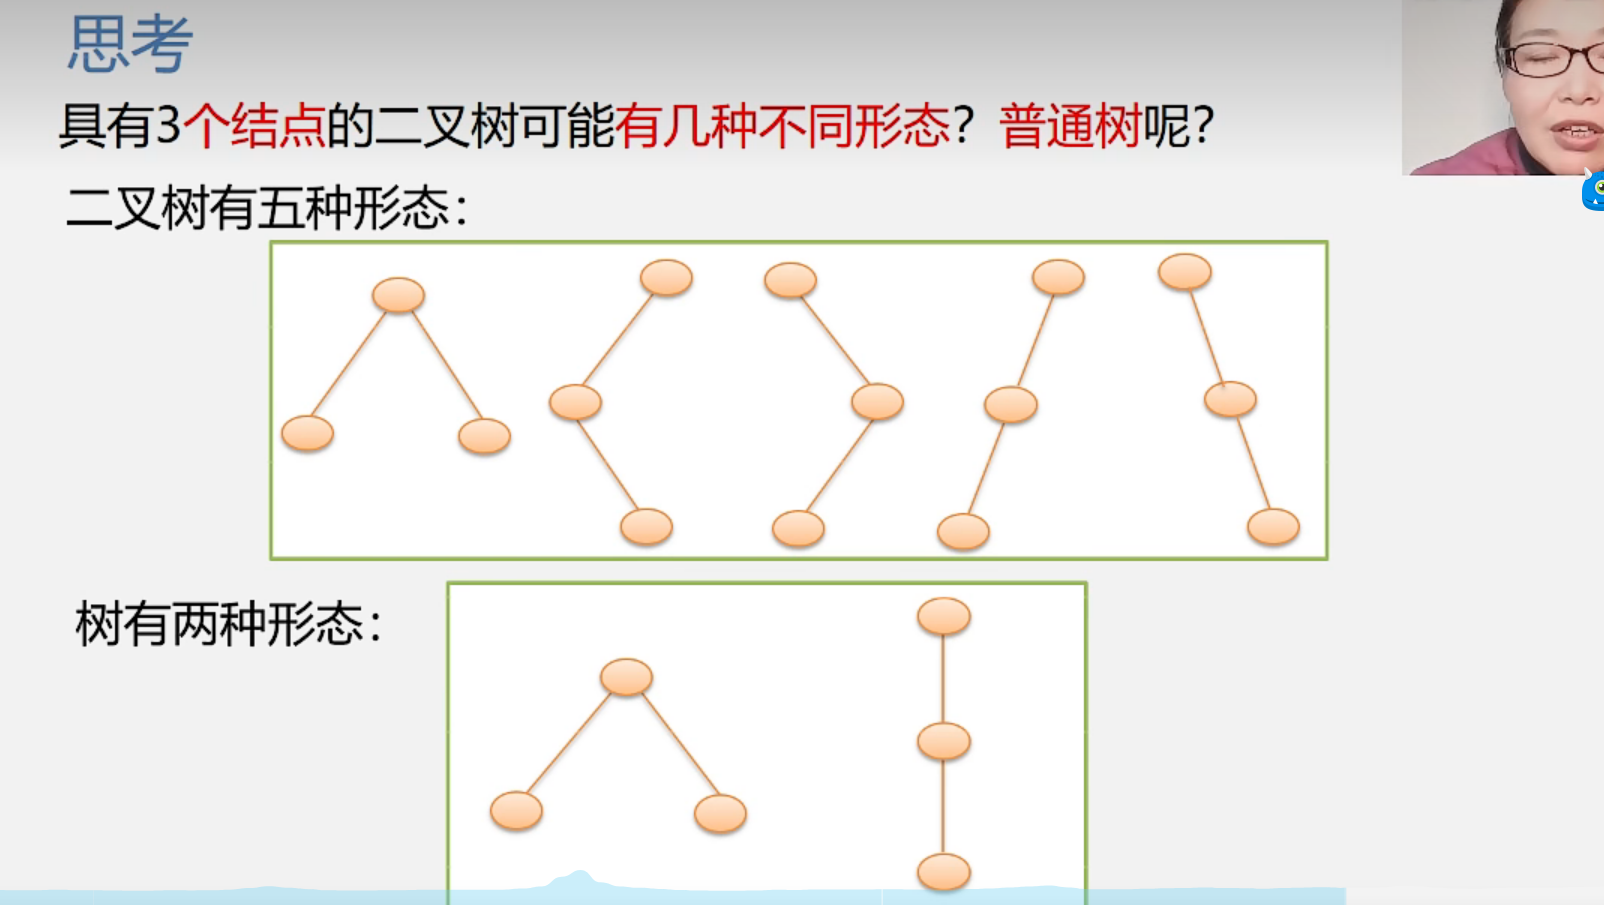 思考
具有3个结点的二叉树可能有几种不同形态？普通树呢？
二叉树有五种形态：
树有两种形态：